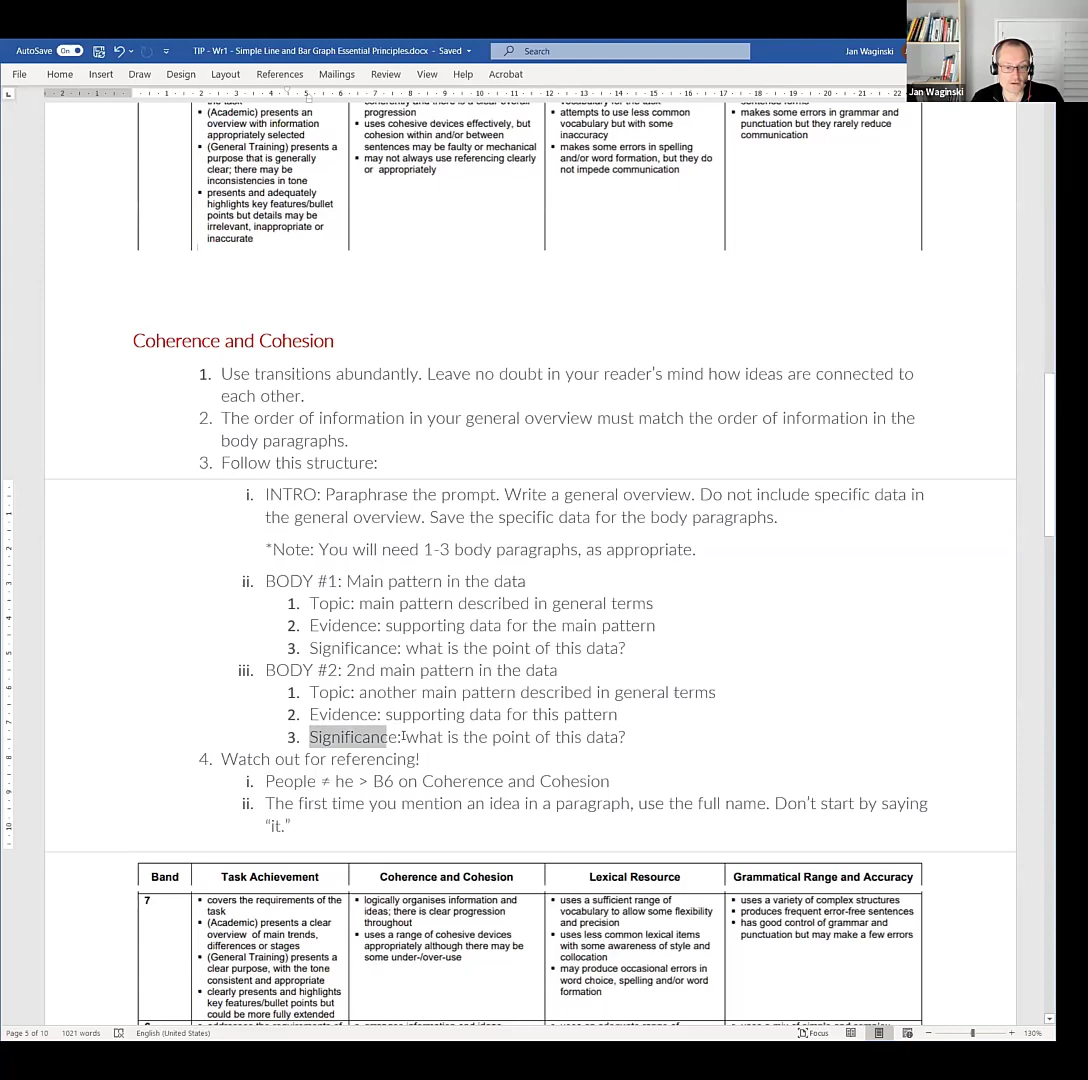 AutoSave On
TIP - Wr1 - Simple Line and Bar Graph Essential Principles.docx - Saved
Search
Jan Waginski
File Home Insert Draw Design Layout References Mailings Review View Help Acrobat
Jan Waginski
the task
▪ (Academic) presents an
overview with information
appropriately selected
▪ (General Training) presents a
purpose that is generally
clear; there may be
inconsistencies in tone
▪ presents and adequately
highlights key features/bullet
points but details may be
irrelevant, inappropriate or
inaccurate
coherently and there is a clear overall
progression
▪ uses cohesive devices effectively, but
cohesion within and/or between
sentences may be faulty or mechanical
▪ may not always use referencing clearly
or appropriately
vocabulary for the task
▪ attempts to use less common
vocabulary but with some
inaccuracy
▪ makes some errors in spelling
and/or word formation, but they do
not impede communication
sentence forms
▪ makes some errors in grammar and
punctuation but they rarely reduce
communication
Coherence and Cohesion
1. Use transitions abundantly. Leave no doubt in your reader's mind how ideas are connected to
each other.
2. The order of information in your general overview must match the order of information in the
body paragraphs.
3. Follow this structure:
i. INTRO: Paraphrase the prompt. Write a general overview. Do not include specific data in
the general overview. Save the specific data for the body paragraphs.
*Note: You will need 1-3 body paragraphs, as appropriate.
ii. BODY #1: Main pattern in the data
1. Topic: main pattern described in general terms
2. Evidence: supporting data for the main pattern
3. Significance: what is the point of this data?
iii. BODY #2: 2nd main pattern in the data
1. Topic: another main pattern described in general terms
2. Evidence: supporting data for this pattern
3. Significance: what is the point of this data?
4. Watch out for referencing!
i. People ≠ he > B6 on Coherence and Cohesion
ii. The first time you mention an idea in a paragraph, use the full name. Don't start by saying
"it."
Band Task Achievement Coherence and Cohesion Lexical Resource Grammatical Range and Accuracy
7
▪ covers the requirements of the
task
▪ (Academic) presents a clear
overview of main trends,
differences or stages
▪ (General Training) presents a
clear purpose, with the tone
consistent and appropriate
▪ clearly presents and highlights
key features/bullet points but
could be more fully extended
▪ logically organises information and
ideas; there is clear progression
throughout
▪ uses a range of cohesive devices
appropriately although there may be
some under-/over-use
▪ uses a sufficient range of
vocabulary to allow some flexibility
and precision
▪ uses less common lexical items
with some awareness of style and
collocation
▪ may produce occasional errors in
word choice, spelling and/or word
formation
▪ uses a variety of complex structures
▪ produces frequent error-free sentences
▪ has good control of grammar and
punctuation but may make a few errors
Page 5 of 10 1021 words English (United States) Focus 130%